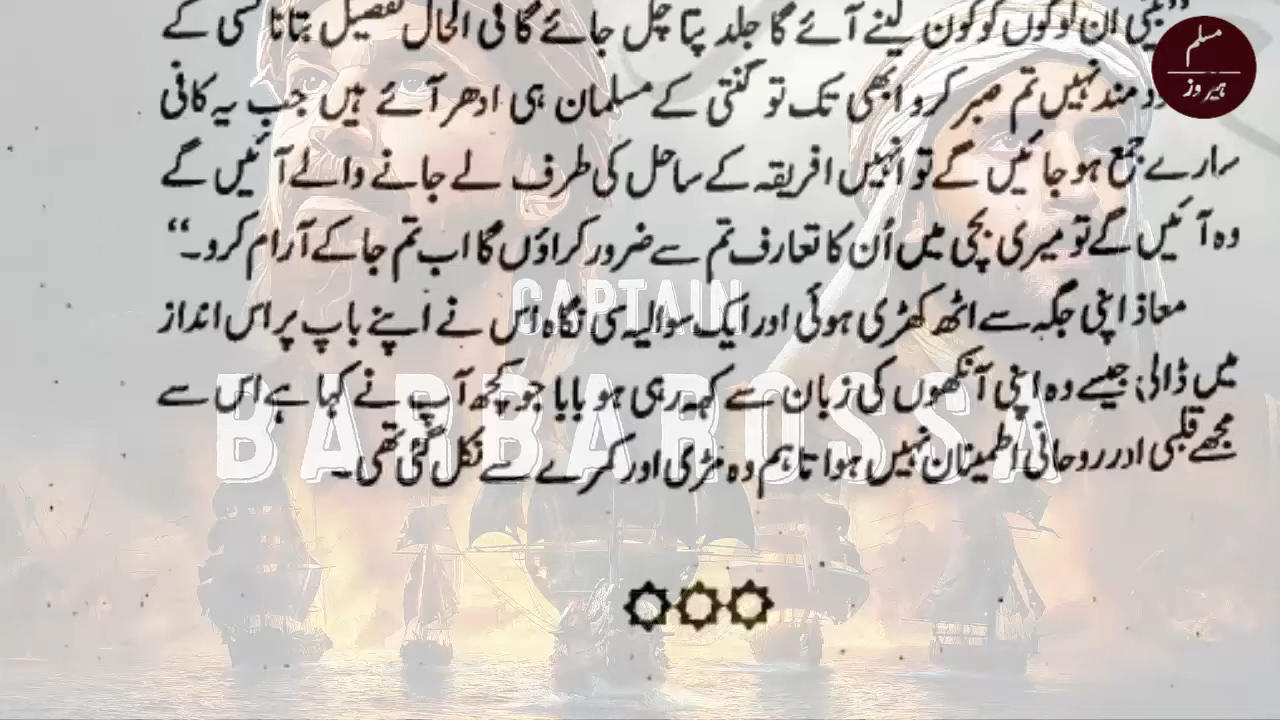 ”بیٹی ان لوگوں کو کون لینے آئے گا جلد پتا چل جائے گا فی الحال تفصیل بتانا کسی کے
مند نہیں تم صبر کرو ابھی تک تو گنتی کے مسلمان ہی ادھر آئے ہیں جب یہ کافی
سارے جمع ہو جائیں گے تو انہیں افریقہ کے ساحل کی طرف لے جانے والے آئیں گے
وہ آئیں گے تو میری بچی میں اُن کا تعارف تم سے ضرور کراؤں گا اب تم جا کے آرام کرو۔“
معاذ اپنی جگہ سے اٹھ کھڑی ہوئی اور ایک سوالیہ سی نگاہ اس نے اپنے باپ پر اس انداز
میں ڈالی; جیسے وہ اپنی آنکھوں کی زبان سے کہہ رہی ہو بابا جو کچھ آپ نے کہا ہے اس سے
مجھے قلبی اور روحانی اطمینان نہیں ہوا تاہم وہ مڑی اور کمرے سے نکل گئی تھی۔
مسلم
ہیروز
CAPTAIN
BARBAROSSA